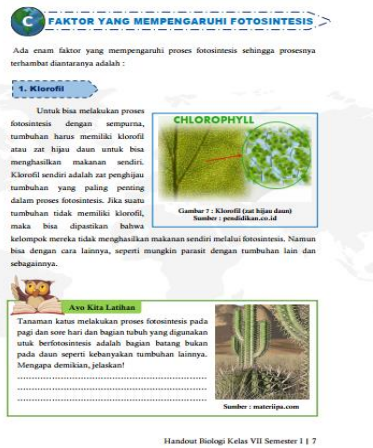 C FAKTOR YANG MEMPENGARUHI FOTOSINTESIS
Ada enam faktor yang mempengaruhi proses fotosintesis sehingga prosesnya
terhambat diantaranya adalah :
1. Klorofil
Untuk bisa melakukan proses
fotosintesis dengan sempurna,
tumbuhan harus memiliki klorofil
atau zat hijau daun untuk bisa
menghasilkan makanan sendiri.
Klorofil sendiri adalah zat penghijau
tumbuhan yang paling penting
dalam proses fotosintesis. Jika suatu
tumbuhan tidak memiliki klorofil,
maka bisa dipastikan bahwa
CHLOROPHYLL
Gambar 7 : Klorofil (zat hijau daun)
Sumber : pendidikan.co.id
kelompok mereka tidak menghasilkan makanan sendiri melalui fotosintesis. Namun
bisa dengan cara lainnya, seperti mungkin parasit dengan tumbuhan lain dan
sebagainnya.
Ayo Kita Latihan
Tanaman katus melakukan proses fotosintesis pada
pagi dan sore hari dan bagian tubuh yang digunakan
utuk berfotosintesis adalah bagian batang bukan
pada daun seperti kebanyakan tumbuhan lainnya.
Mengapa demikian, jelaskan!
Sumber : materiipa.com
Handout Biologi Kelas VII Semester I | 7